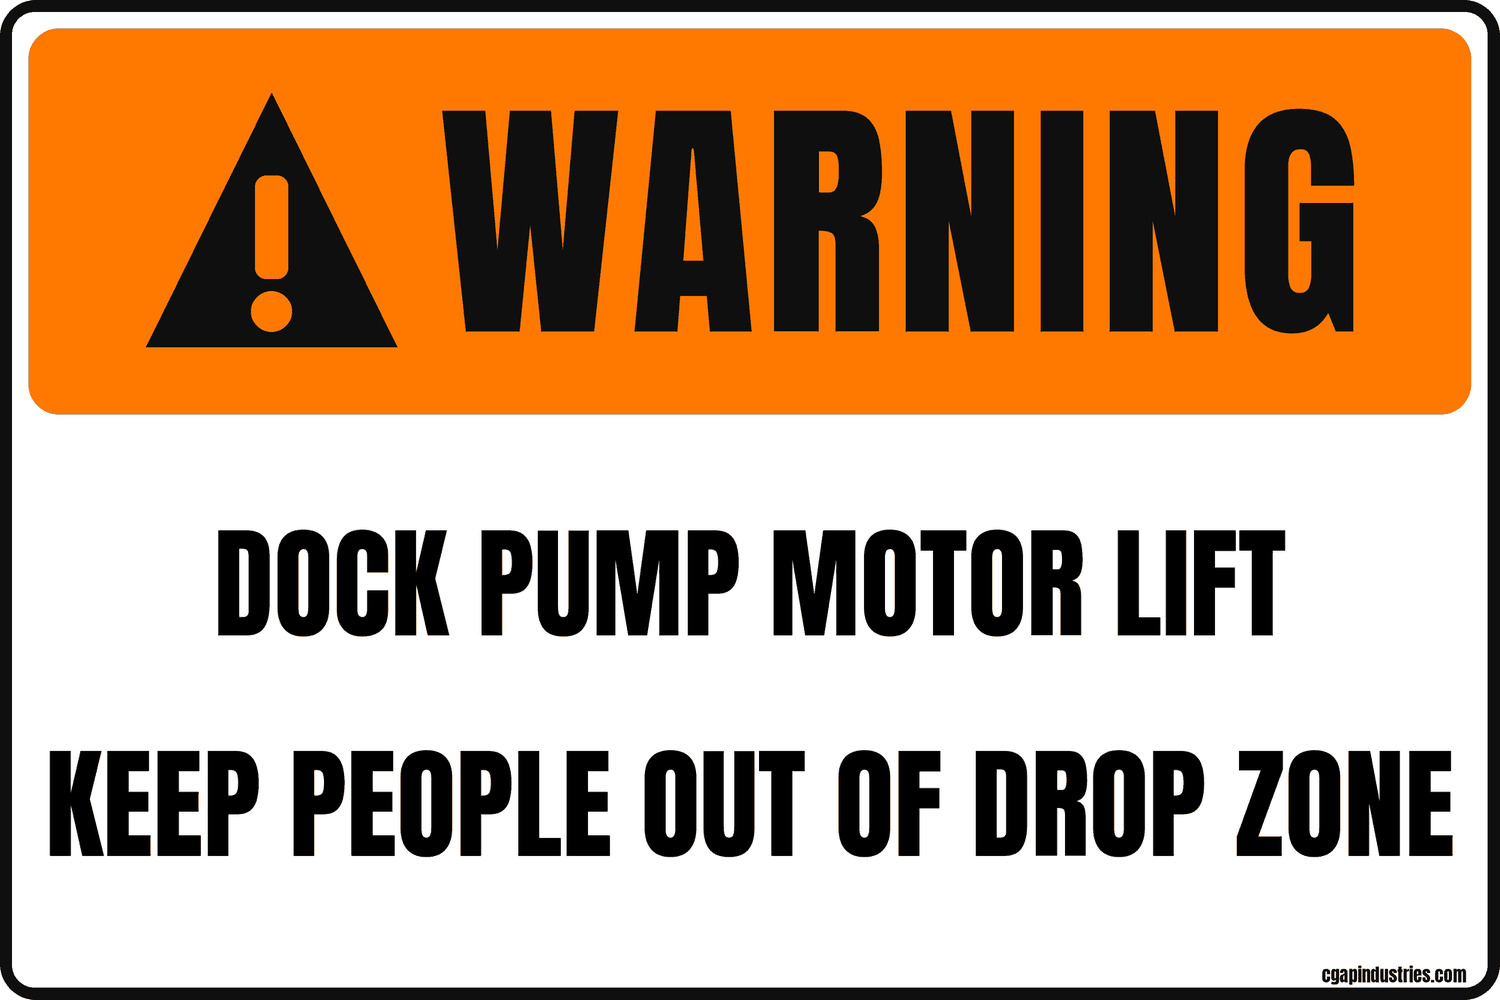 WARNING
DOCK PUMP MOTOR LIFT
KEEP PEOPLE OUT OF DROP ZONE
cgapindustries.com